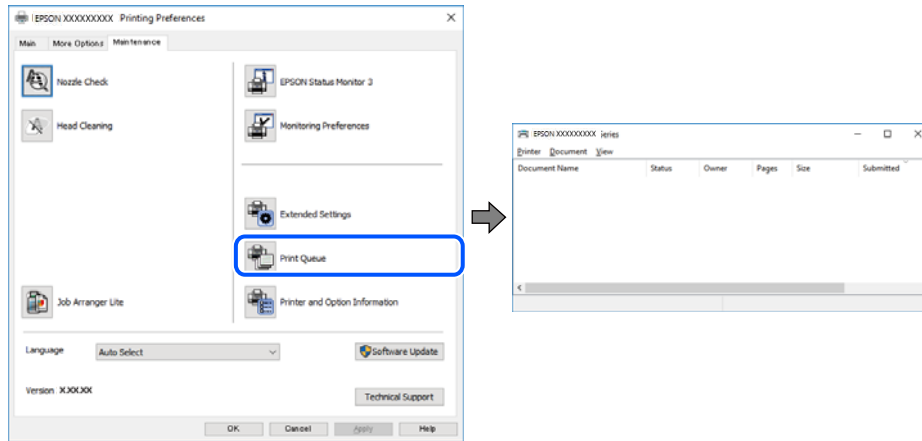 EPSON XXXXXXXXX Printing Preferences
Main More Options Maintenance
Nozzle Check
EPSON Status Monitor 3
Head Cleaning
Monitoring Preferences
Extended Settings
Print Queue
Job Arranger Lite
Printer and Option Information
Language Auto Select
Software Update
Version X.XX.XX
Technical Support
OK Cancel Apply Help
EPSON XXXXXXXXX Series
Printer Document View
Document Name Status Owner Pages Size Submitted